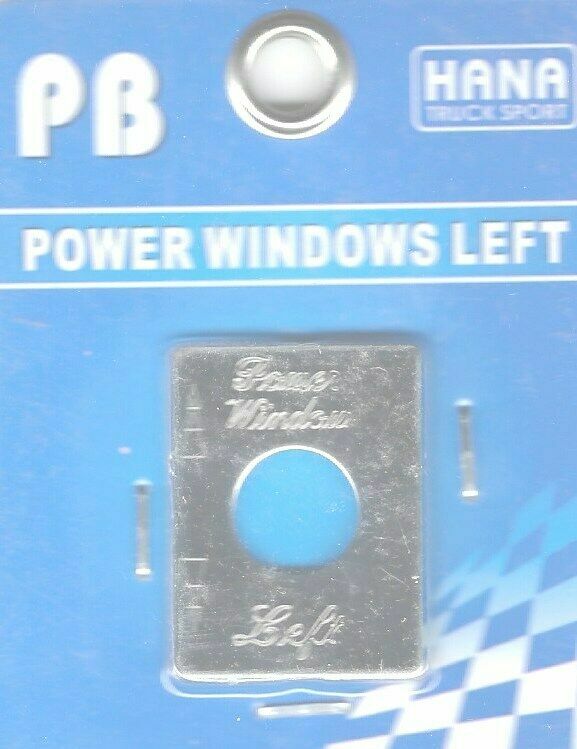 PB
HANA
TRUCK SPORT
POWER WINDOWS LEFT
Power
Window
Left